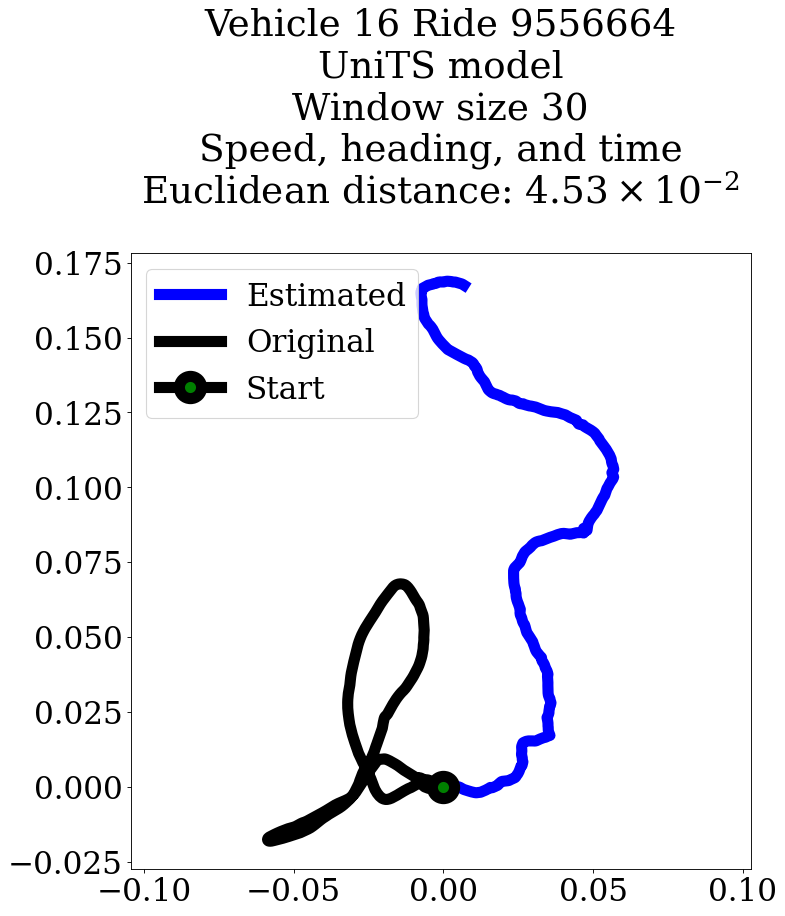 Vehicle 16 Ride 9556664
UniTS model
Window size 30
Speed, heading, and time
Euclidean distance: 4.53 × 10⁻²
0.175
0.150
0.125
0.100
0.075
0.050
0.025
0.000
−0.025
Estimated
Original
Start
−0.10
−0.05
0.00
0.05
0.10